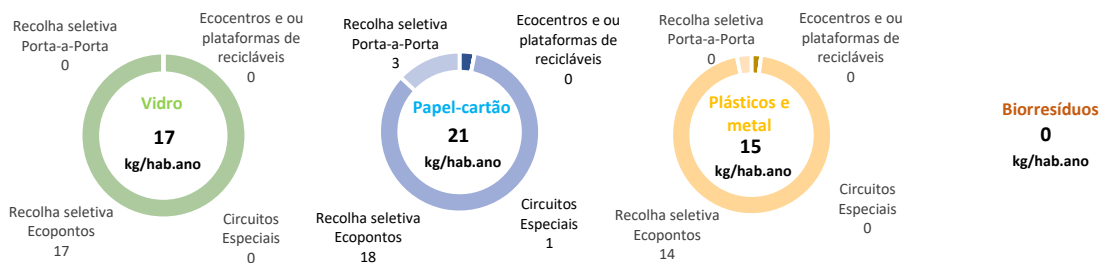 Recolha seletiva
Porta-a-Porta
0
Ecocentros e ou
plataformas de
recicláveis
0
Vidro
17
kg/hab.ano
Recolha seletiva
Ecopontos
17
Circuitos
Especiais
0
Recolha seletiva
Porta-a-Porta
3
Ecocentros e ou
plataformas de
recicláveis
0
Papel-cartão
21
kg/hab.ano
Recolha seletiva
Ecopontos
18
Circuitos
Especiais
1
Recolha seletiva
Porta-a-Porta
0
Ecocentros e ou
plataformas de
recicláveis
0
Plásticos e
metal
15
kg/hab.ano
Recolha seletiva
Ecopontos
14
Circuitos
Especiais
0
Biorresíduos
0
kg/hab.ano